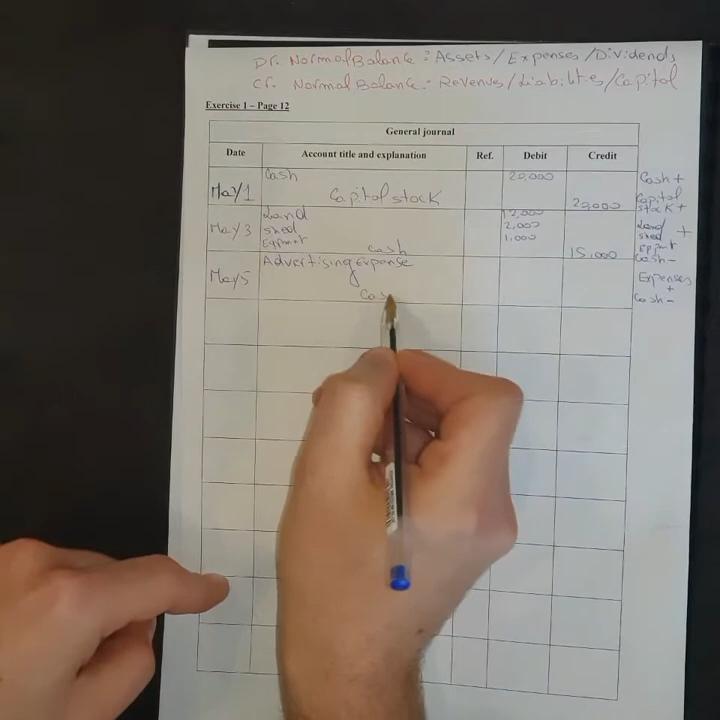 Dr. Normal Balance : Assets / Expenses / Dividends
Cr. Normal Balance : Revenues / Liabilities / Capital
Exercise 1 – Page 12
General journal
Date Account title and explanation Ref. Debit Credit
Cash 20,000 Cash +
May 1 Capital stock 20,000 Capital stock +
Land 12,000
May 3 Shed 2,000 Land +
Eqpmnt 1,000 Shed
Cash 15,000 Eqpmnt
Cash -
Advertising Expense
May 5 Expenses
+
Cas Cash -